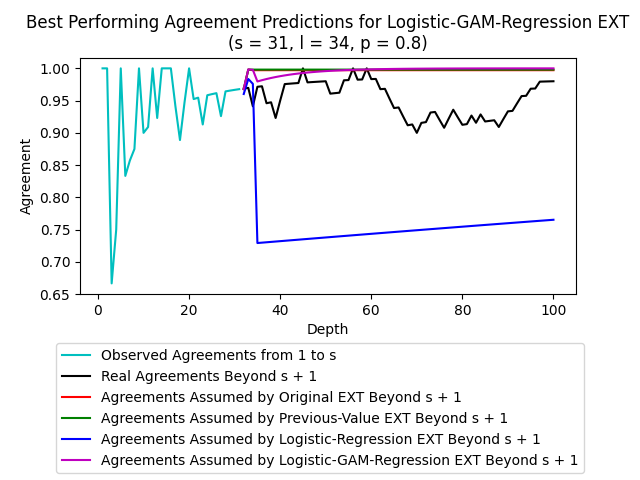 Best Performing Agreement Predictions for Logistic-GAM-Regression EXT
(s = 31, l = 34, p = 0.8)
1.00
0.95
0.90
0.85
0.80
0.75
0.70
0.65
Agreement
0 20 40 60 80 100
Depth
Observed Agreements from 1 to s
Real Agreements Beyond s + 1
Agreements Assumed by Original EXT Beyond s + 1
Agreements Assumed by Previous-Value EXT Beyond s + 1
Agreements Assumed by Logistic-Regression EXT Beyond s + 1
Agreements Assumed by Logistic-GAM-Regression EXT Beyond s + 1